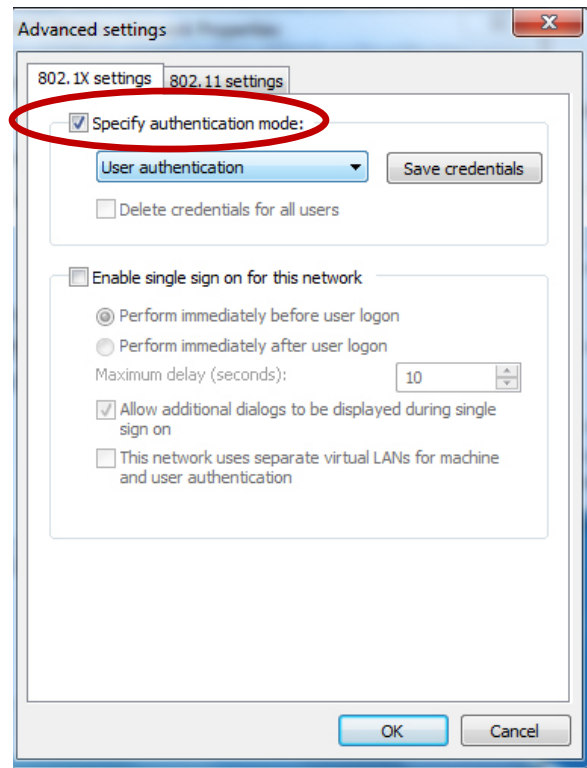 Advanced settings
802.1X settings
802.11 settings
Specify authentication mode:
User authentication
Save credentials
Delete credentials for all users
Enable single sign on for this network
Perform immediately before user logon
Perform immediately after user logon
Maximum delay (seconds):
10
Allow additional dialogs to be displayed during single
sign on
This network uses separate virtual LANs for machine
and user authentication
OK
Cancel